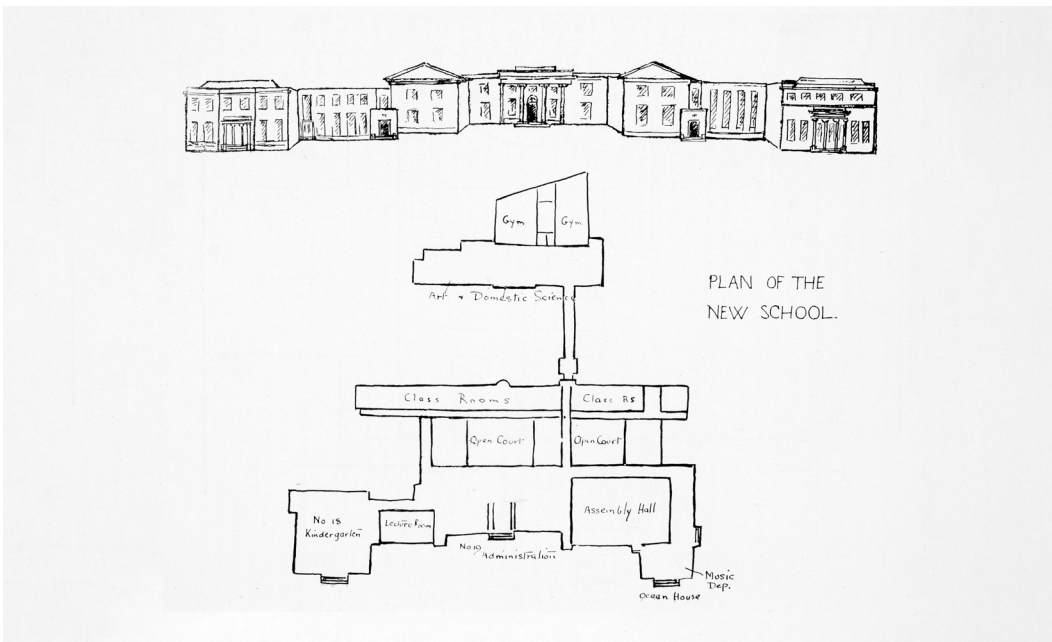 Gym
Gym
Art & Domestic Science
PLAN OF THE
NEW SCHOOL.
Class Rooms
Class Rs
Open Court
Open Court
Assembly Hall
No 18
Kindergarten
Lecture Room
No 19
Administration
Music
Dep.
Ocean House